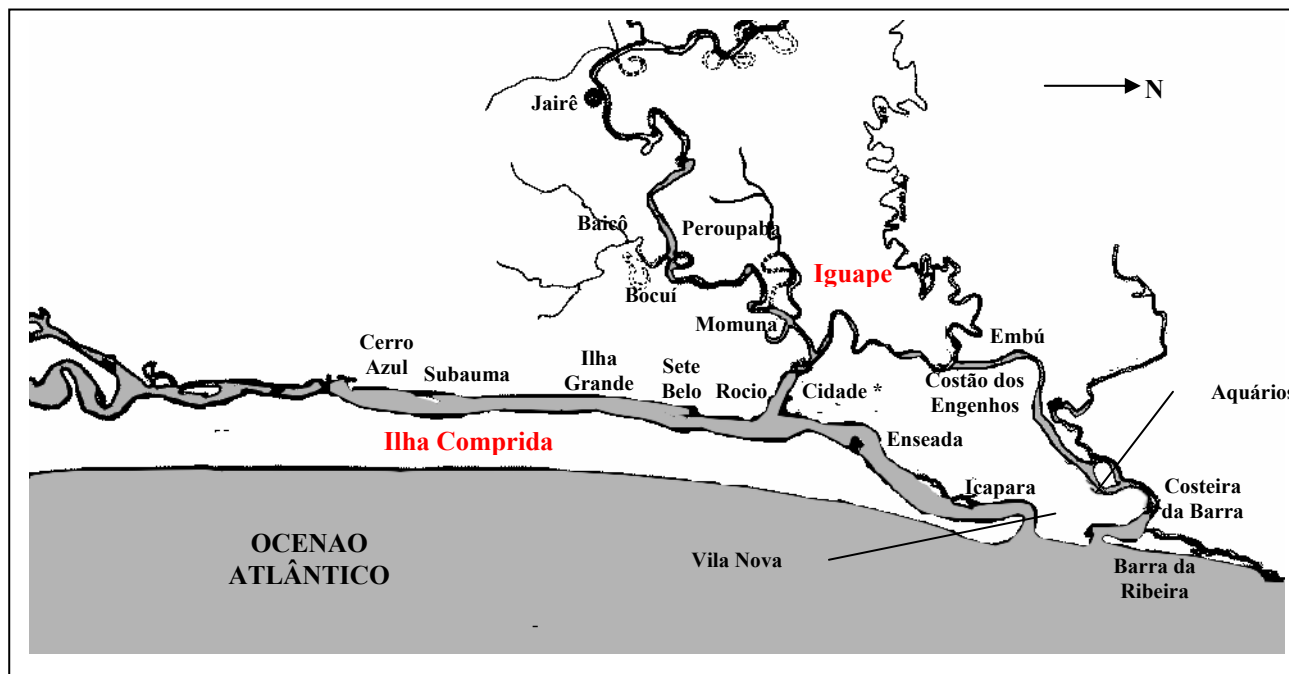 N
Jairê
Baicô
Peroupaba
Iguape
Bocuí
Momuna
Embú
Cerro
Azul
Subauma
Ilha
Grande
Sete
Belo
Rocio
Cidade *
Costão dos
Engenhos
Aquários
Ilha Comprida
Enseada
Icapara
Costeira
da Barra
Vila Nova
Barra da
Ribeira
OCENAO
ATLÂNTICO